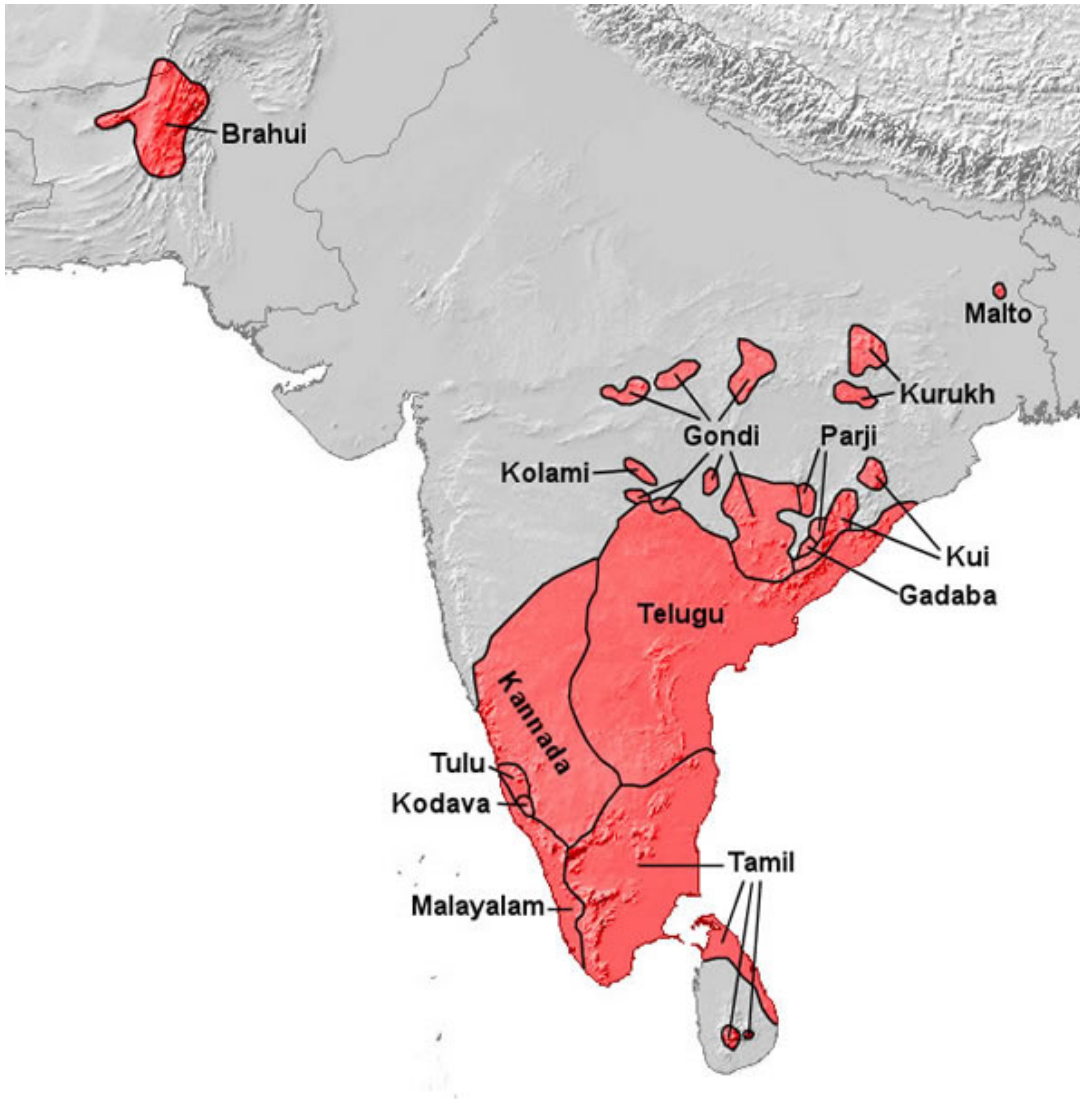 Brahui
Malto
Kurukh
Gondi
Parji
Kolami
Kui
Gadaba
Telugu
Kannada
Tulu
Kodava
Tamil
Malayalam